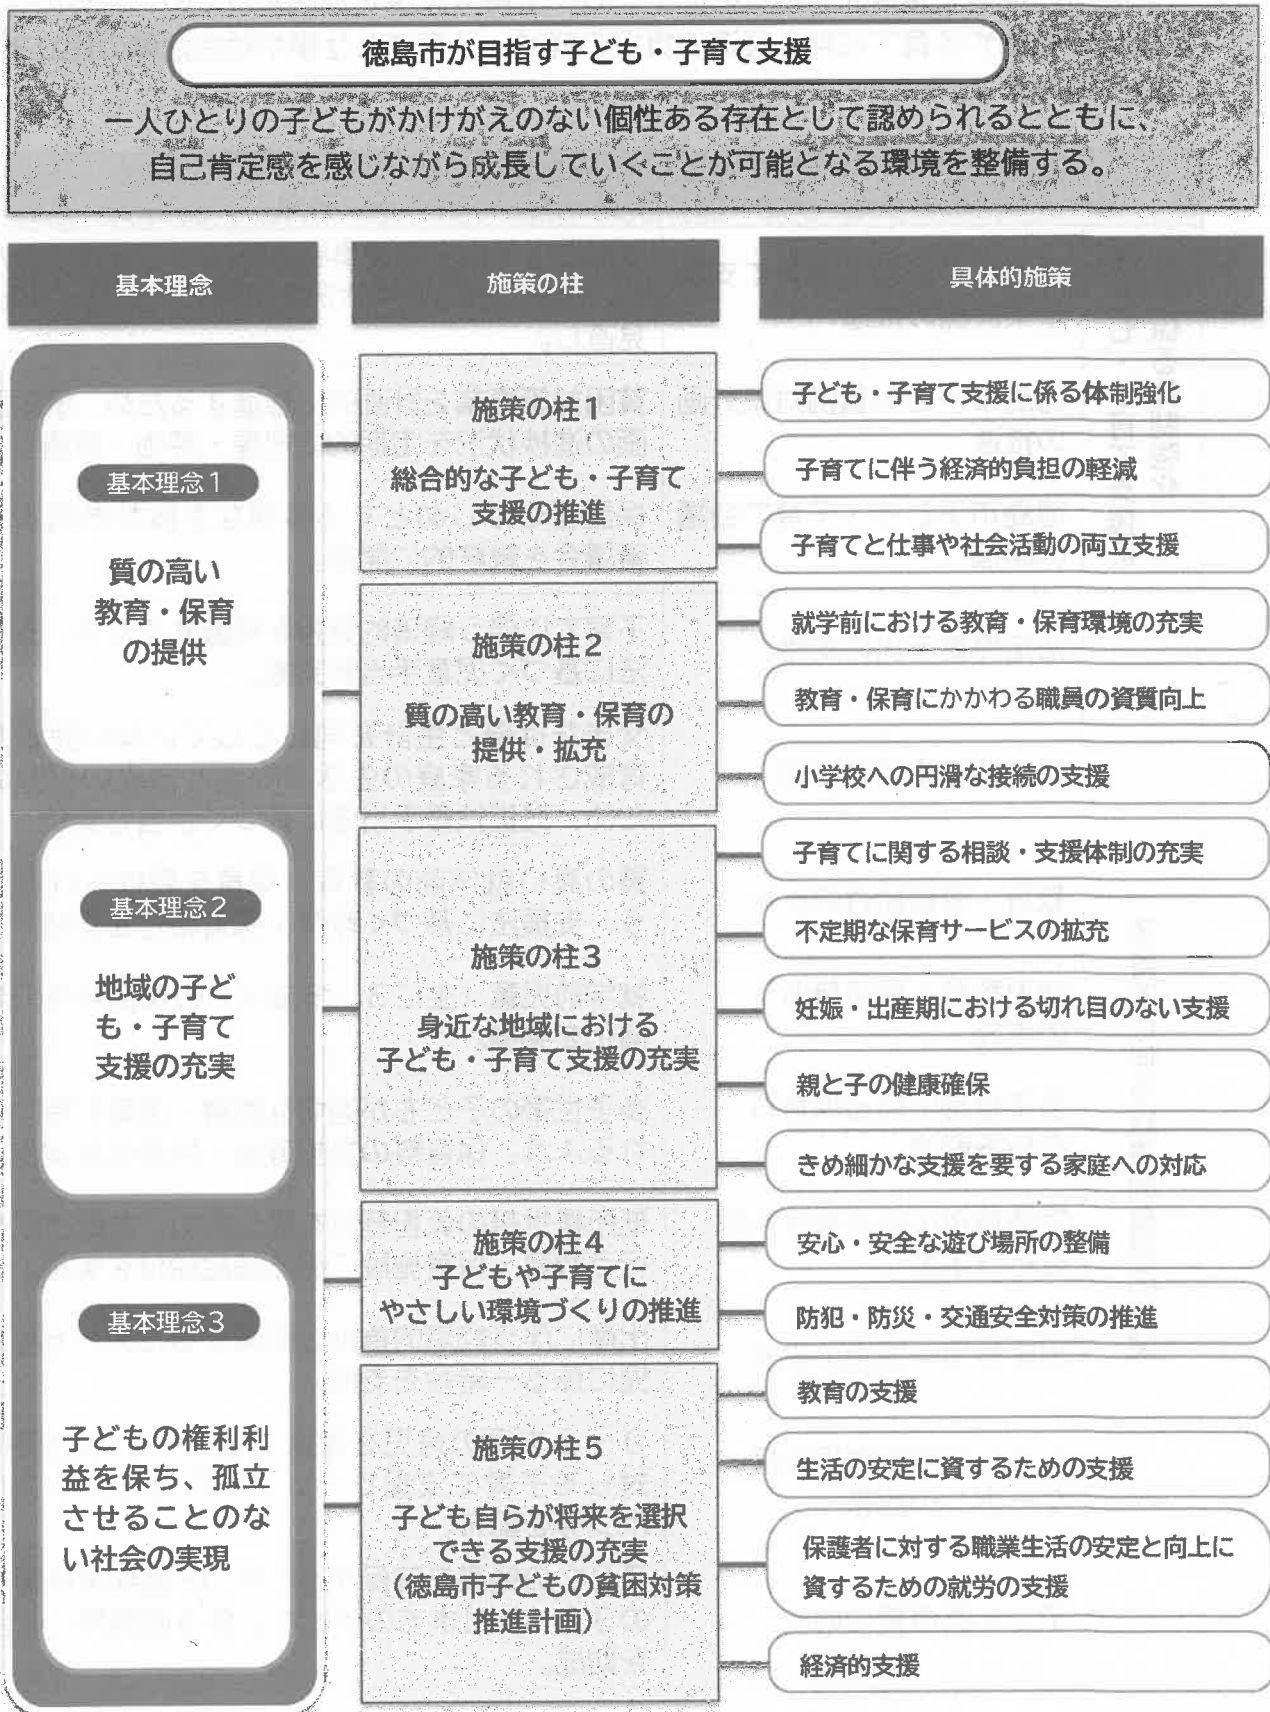 徳島市が目指す子ども・子育て支援
一人ひとりの子どもがかけがえのない個性ある存在として認められるとともに、
自己肯定感を感じながら成長していくことが可能となる環境を整備する。
基本理念
施策の柱
具体的施策
基本理念1
質の高い
教育・保育
の提供
基本理念2
地域の子ど
も・子育て
支援の充実
基本理念3
子どもの権利利
益を保ち、孤立
させることのな
い社会の実現
施策の柱1
総合的な子ども・子育て
支援の推進
子ども・子育て支援に係る体制強化
子育てに伴う経済的負担の軽減
子育てと仕事や社会活動の両立支援
施策の柱2
質の高い教育・保育の
提供・拡充
就学前における教育・保育環境の充実
教育・保育にかかわる職員の資質向上
小学校への円滑な接続の支援
施策の柱3
身近な地域における
子ども・子育て支援の充実
子育てに関する相談・支援体制の充実
不定期な保育サービスの拡充
妊娠・出産期における切れ目のない支援
親と子の健康確保
きめ細かな支援を要する家庭への対応
施策の柱4
子どもや子育てに
やさしい環境づくりの推進
安心・安全な遊び場所の整備
防犯・防災・交通安全対策の推進
施策の柱5
子ども自らが将来を選択
できる支援の充実
（徳島市子どもの貧困対策
推進計画）
教育の支援
生活の安定に資するための支援
保護者に対する職業生活の安定と向上に
資するための就労の支援
経済的支援